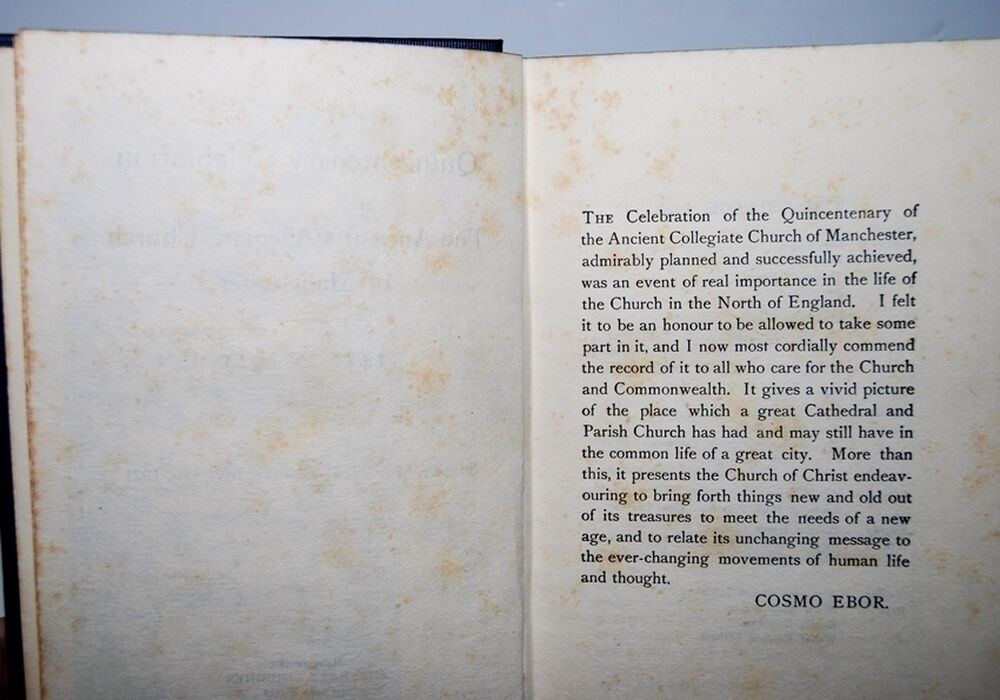 THE Celebration of the Quincentenary of
the Ancient Collegiate Church of Manchester,
admirably planned and successfully achieved,
was an event of real importance in the life of
the Church in the North of England. I felt
it to be an honour to be allowed to take some
part in it, and I now most cordially commend
the record of it to all who care for the Church
and Commonwealth. It gives a vivid picture
of the place which a great Cathedral and
Parish Church has had and may still have in
the common life of a great city. More than
this, it presents the Church of Christ endeav-
ouring to bring forth things new and old out
of its treasures to meet the needs of a new
age, and to relate its unchanging message to
the ever-changing movements of human life
and thought.
COSMO EBOR.